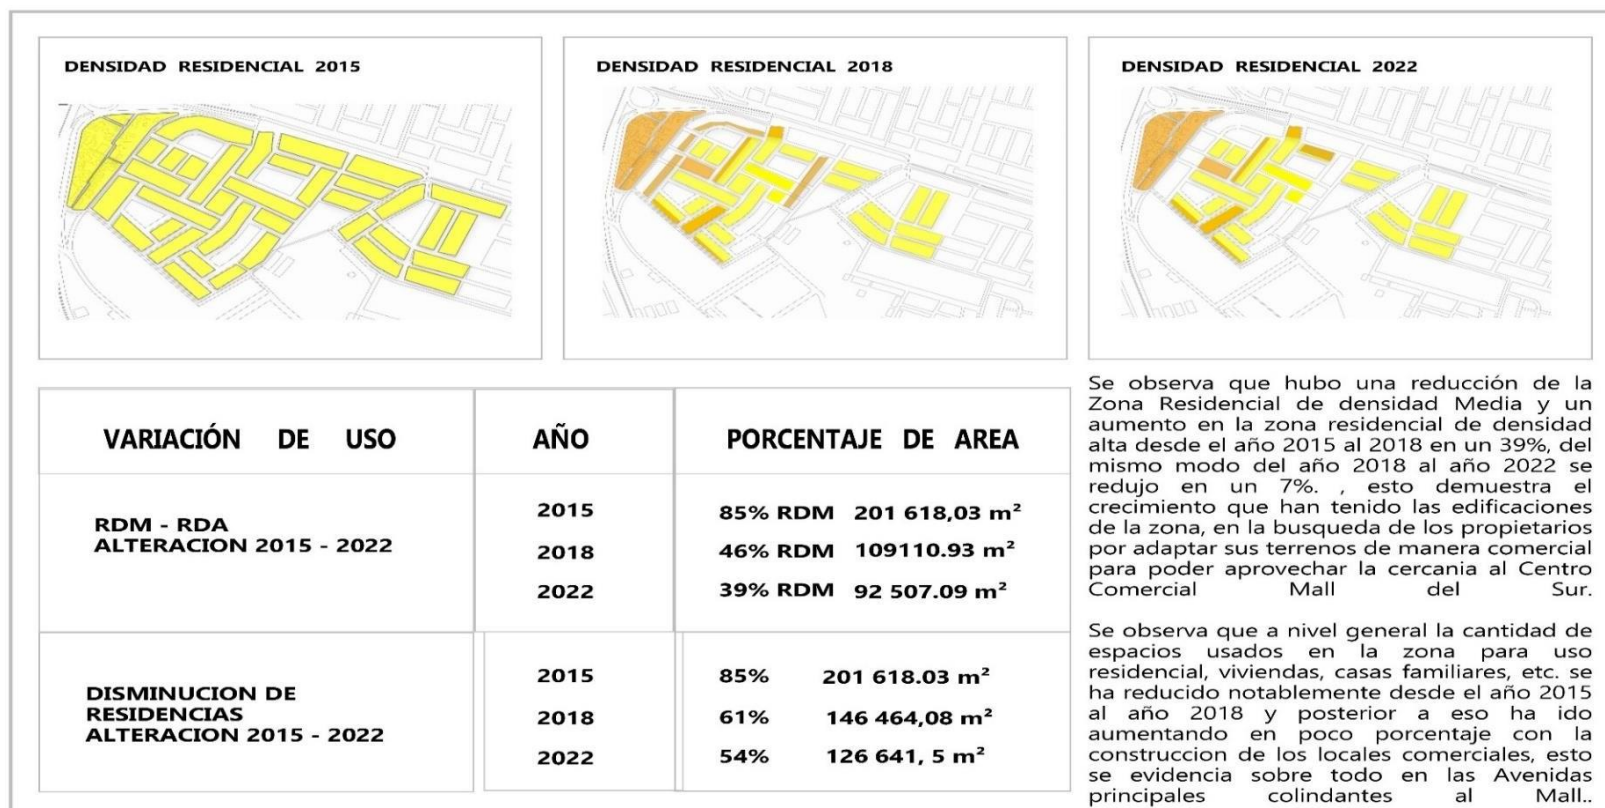 DENSIDAD RESIDENCIAL 2015
DENSIDAD RESIDENCIAL 2018
DENSIDAD RESIDENCIAL 2022
VARIACIÓN DE USO
AÑO
PORCENTAJE DE AREA
RDM - RDA
ALTERACION 2015 - 2022
2015
85% RDM 201 618,03 m²
2018
46% RDM 109110.93 m²
2022
39% RDM 92 507.09 m²
DISMINUCION DE
RESIDENCIAS
ALTERACION 2015 - 2022
2015
85% 201 618.03 m²
2018
61% 146 464,08 m²
2022
54% 126 641, 5 m²
Se observa que hubo una reducción de la
Zona Residencial de densidad Media y un
aumento en la zona residencial de densidad
alta desde el año 2015 al 2018 en un 39%, del
mismo modo del año 2018 al año 2022 se
redujo en un 7%. , esto demuestra el
crecimiento que han tenido las edificaciones
de la zona, en la busqueda de los propietarios
por adaptar sus terrenos de manera comercial
para poder aprovechar la cercania al Centro
Comercial Mall del Sur.
Se observa que a nivel general la cantidad de
espacios usados en la zona para uso
residencial, viviendas, casas familiares, etc. se
ha reducido notablemente desde el año 2015
al año 2018 y posterior a eso ha ido
aumentando en poco porcentaje con la
construccion de los locales comerciales, esto
se evidencia sobre todo en las Avenidas
principales colindantes al Mall..